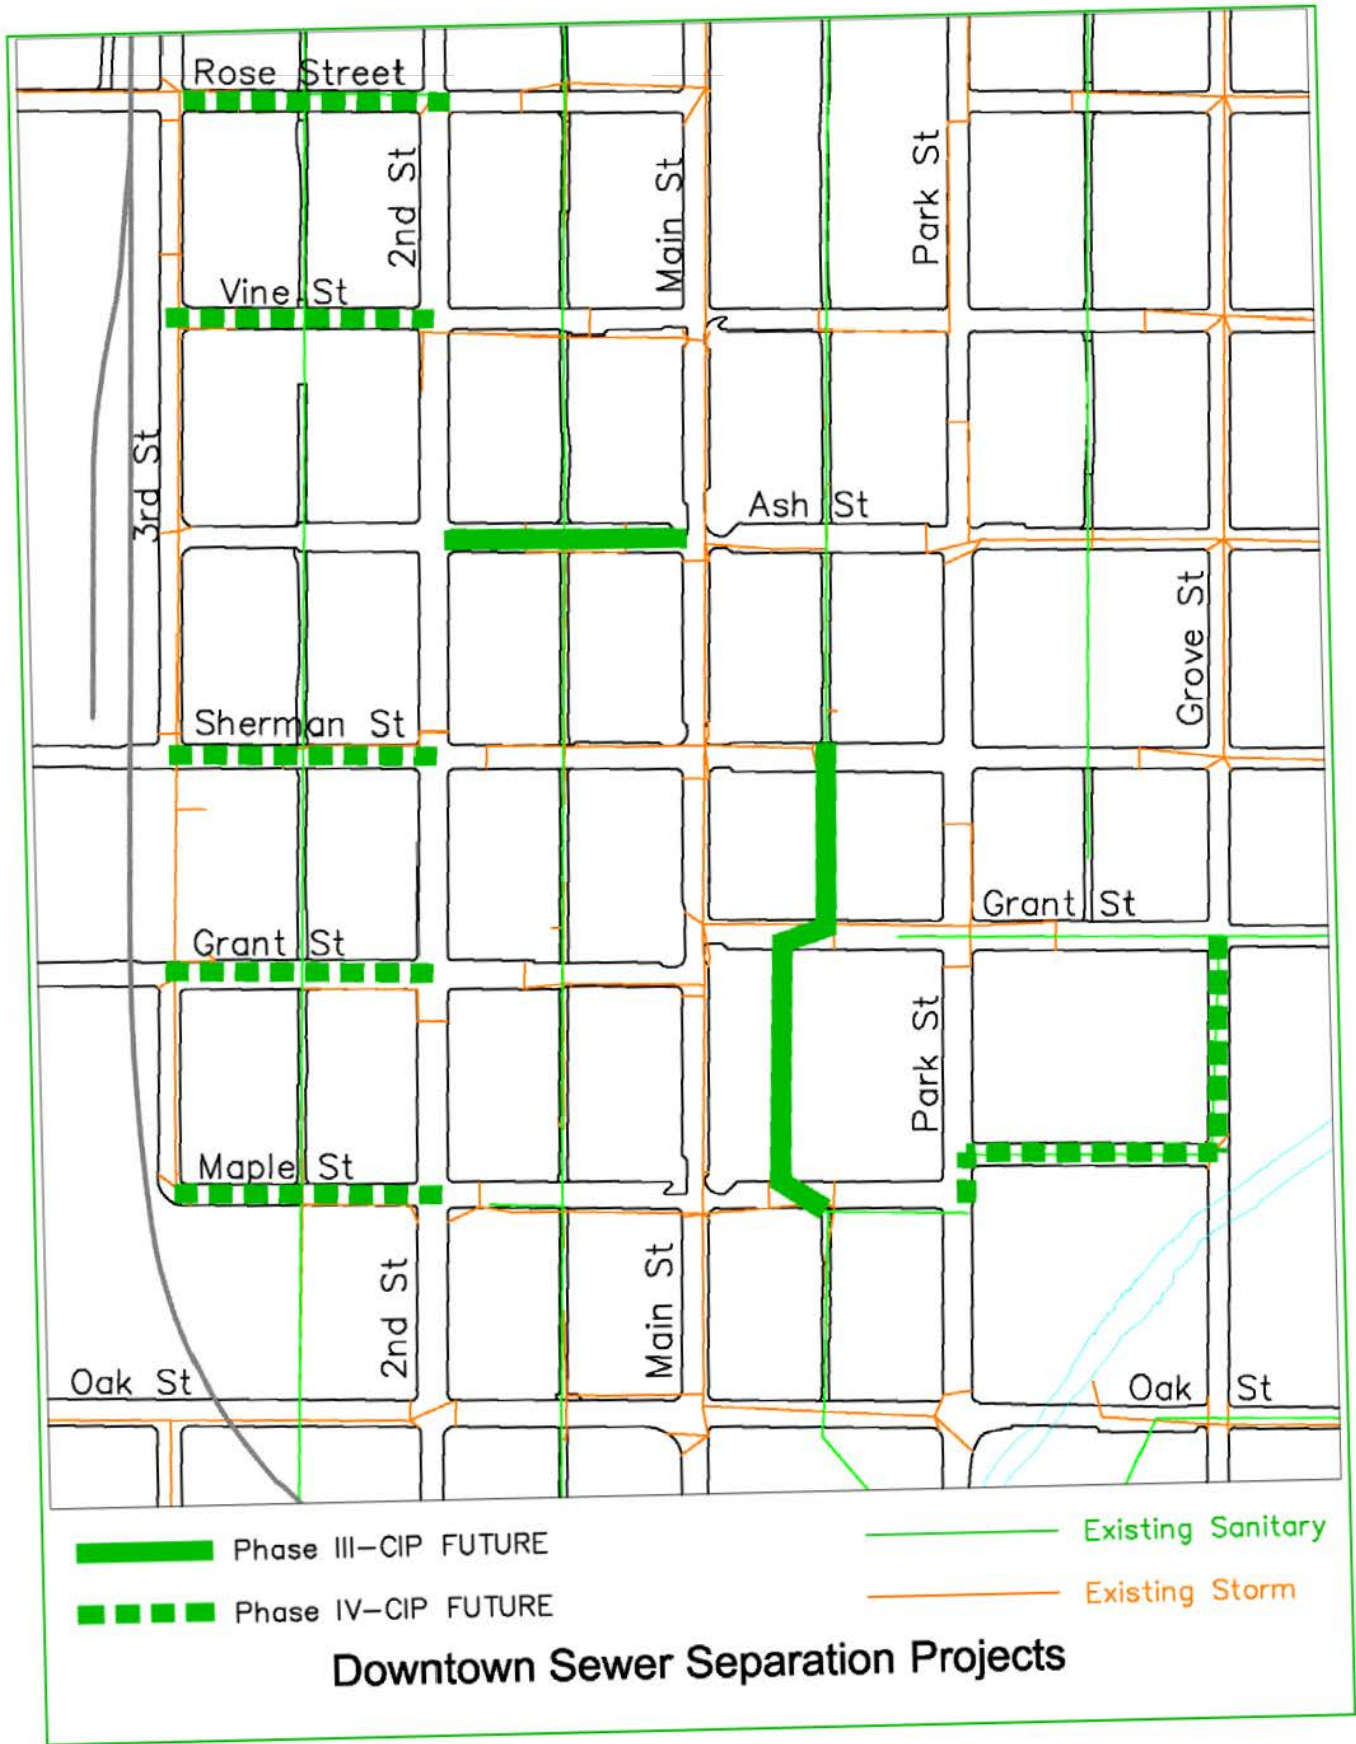 Rose Street
2nd St
Main St
Park St
Vine St
3rd St
Ash St
Grove St
Sherman St
Grant St
Grant St
Park St
Maple St
2nd St
Main St
Oak St
Oak St
Phase III-CIP FUTURE
Existing Sanitary
Phase IV-CIP FUTURE
Existing Storm
Downtown Sewer Separation Projects